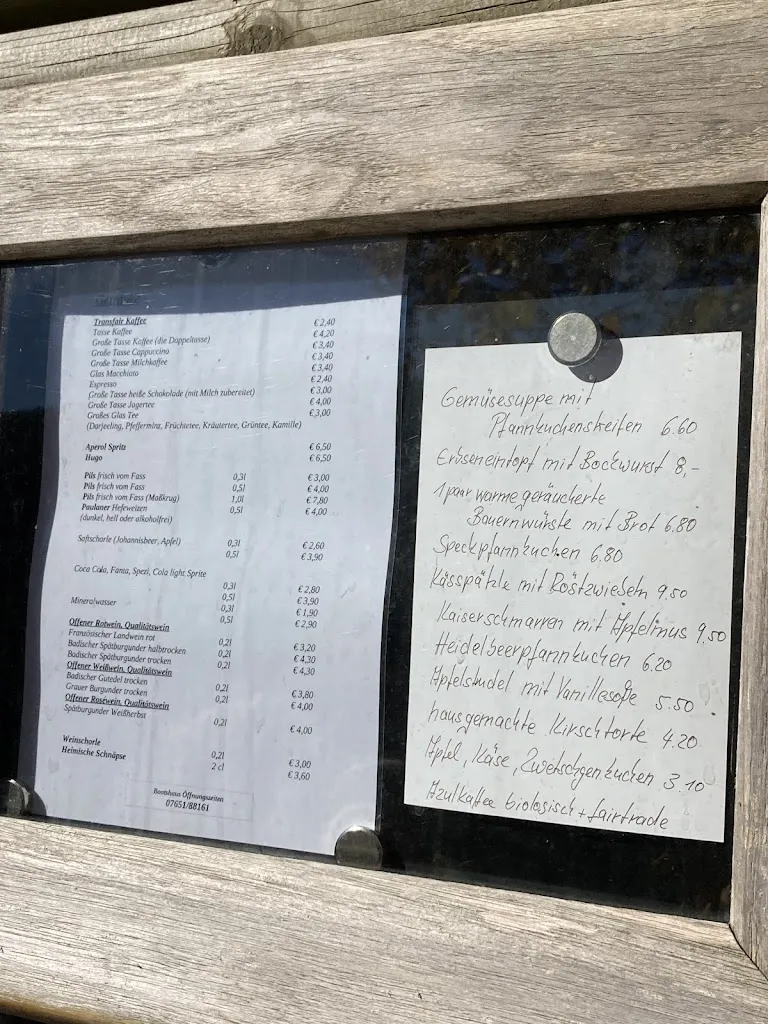 Transfair Kaffee
Tasse Kaffee €2,40
Große Tasse Kaffee (die Doppeltasse) €4,20
Große Tasse Cappuccino €3,40
Große Tasse Milchkaffee €3,40
Glas Macchiato €3,40
Espresso €2,40
Große Tasse heiße Schokolade (mit Milch zubereitet) €3,00
Große Tasse Jagertee €4,00
Großes Glas Tee €3,00
(Darjeeling, Pfefferminz, Früchtetee, Kräutertee, Grüntee, Kamille)
Aperol Spritz €6,50
Hugo €6,50
Pils frisch vom Fass 0,3l €3,00
Pils frisch vom Fass 0,5l €4,00
Pils frisch vom Fass (Maßkrug) 1,0l €7,80
Paulaner Hefeweizen 0,5l €4,00
(dunkel, hell oder alkoholfrei)
Saftschorle (Johannisbeer, Apfel) 0,3l €2,60
0,5l €3,90
Coca Cola, Fanta, Spezi, Cola light, Sprite
0,3l €2,80
0,5l €3,90
Mineralwasser 0,3l €1,90
0,5l €2,90
Offener Rotwein, Qualitätswein
Französischer Landwein rot 0,2l €3,20
Badischer Spätburgunder halbtrocken 0,2l €4,30
Badischer Spätburgunder trocken 0,2l €4,30
Offener Weißwein, Qualitätswein
Badischer Gutedel trocken 0,2l €3,80
Grauer Burgunder trocken 0,2l €4,00
Offener Rosewein, Qualitätswein
Spätburgunder Weißherbst 0,2l €4,00
Weinschorle 0,2l €3,00
Heimische Schnäpse 2 cl €3,60
Bootshaus Öffnungszeiten
07651/88161
Gemüsesuppe mit
Pfannkuchenstreifen 6.60
Erbseneintopf mit Bockwurst 8,-
1 paar warme geräucherte
Bauernwürste mit Brot 6.80
Speckpfannkuchen 6.80
Kässpätzle mit Röstzwiebeln 9.50
Kaiserschmarren mit Apfelmus 9,50
Heidelbeerpfannkuchen 6.20
Apfelstudel mit Vanillesoße 5.50
hausgemachte Kirschtorte 4.20
Apfel, Käse, Zwetschgenkuchen 3.10
Azulkaffee biologisch + fairtrade